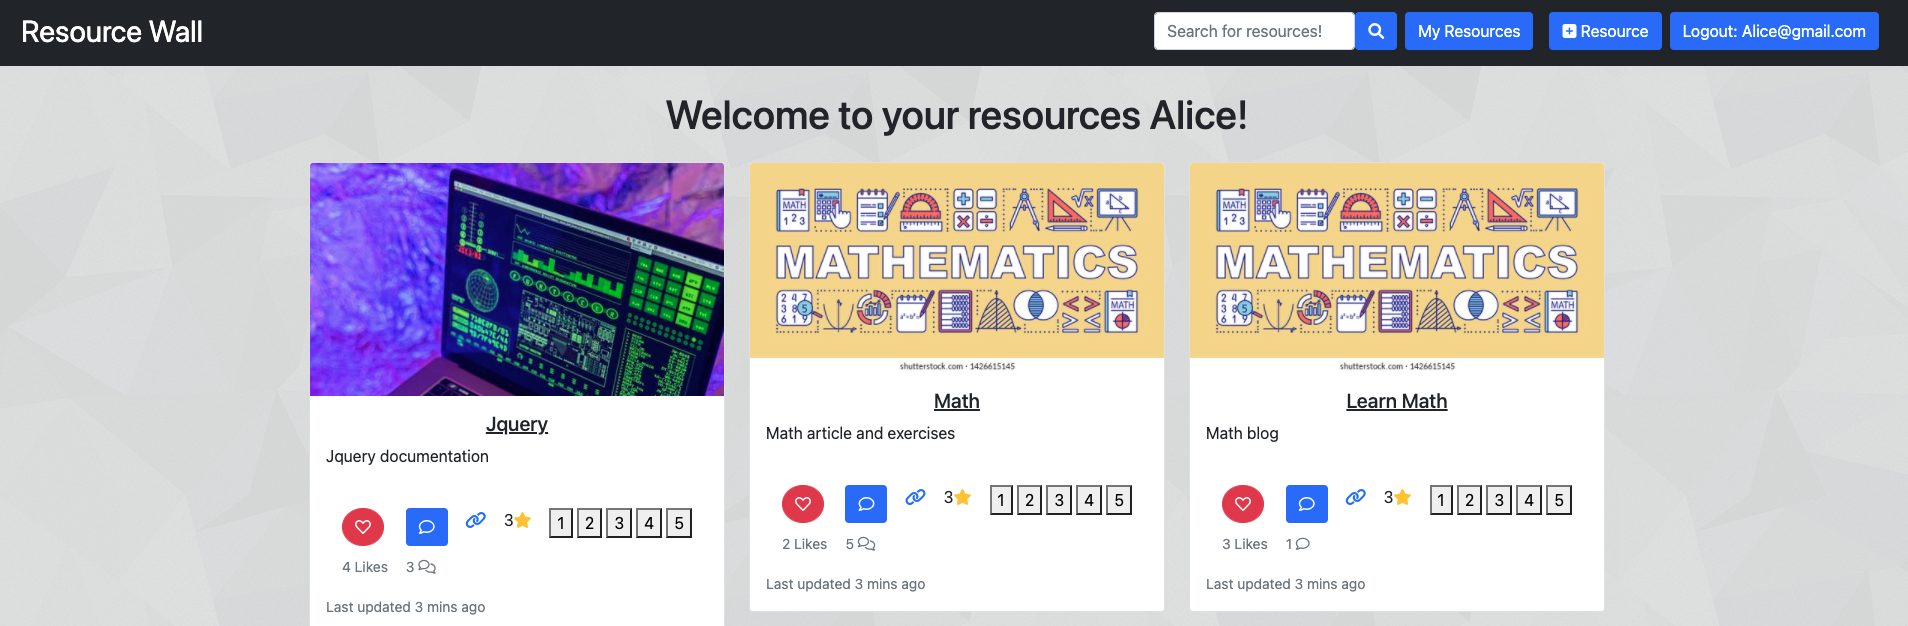 Resource Wall
Search for resources!
My Resources
Resource
Logout: Alice@gmail.com
Welcome to your resources Alice!
Jquery
Jquery documentation
3
1 2 3 4 5
4 Likes
3
Last updated 3 mins ago
MATH
1 2 3
MATHEMATICS
MATH
shutterstock.com · 1426615145
Math
Math article and exercises
3
1 2 3 4 5
2 Likes
5
Last updated 3 mins ago
MATH
1 2 3
MATHEMATICS
MATH
shutterstock.com · 1426615145
Learn Math
Math blog
3
1 2 3 4 5
3 Likes
1
Last updated 3 mins ago